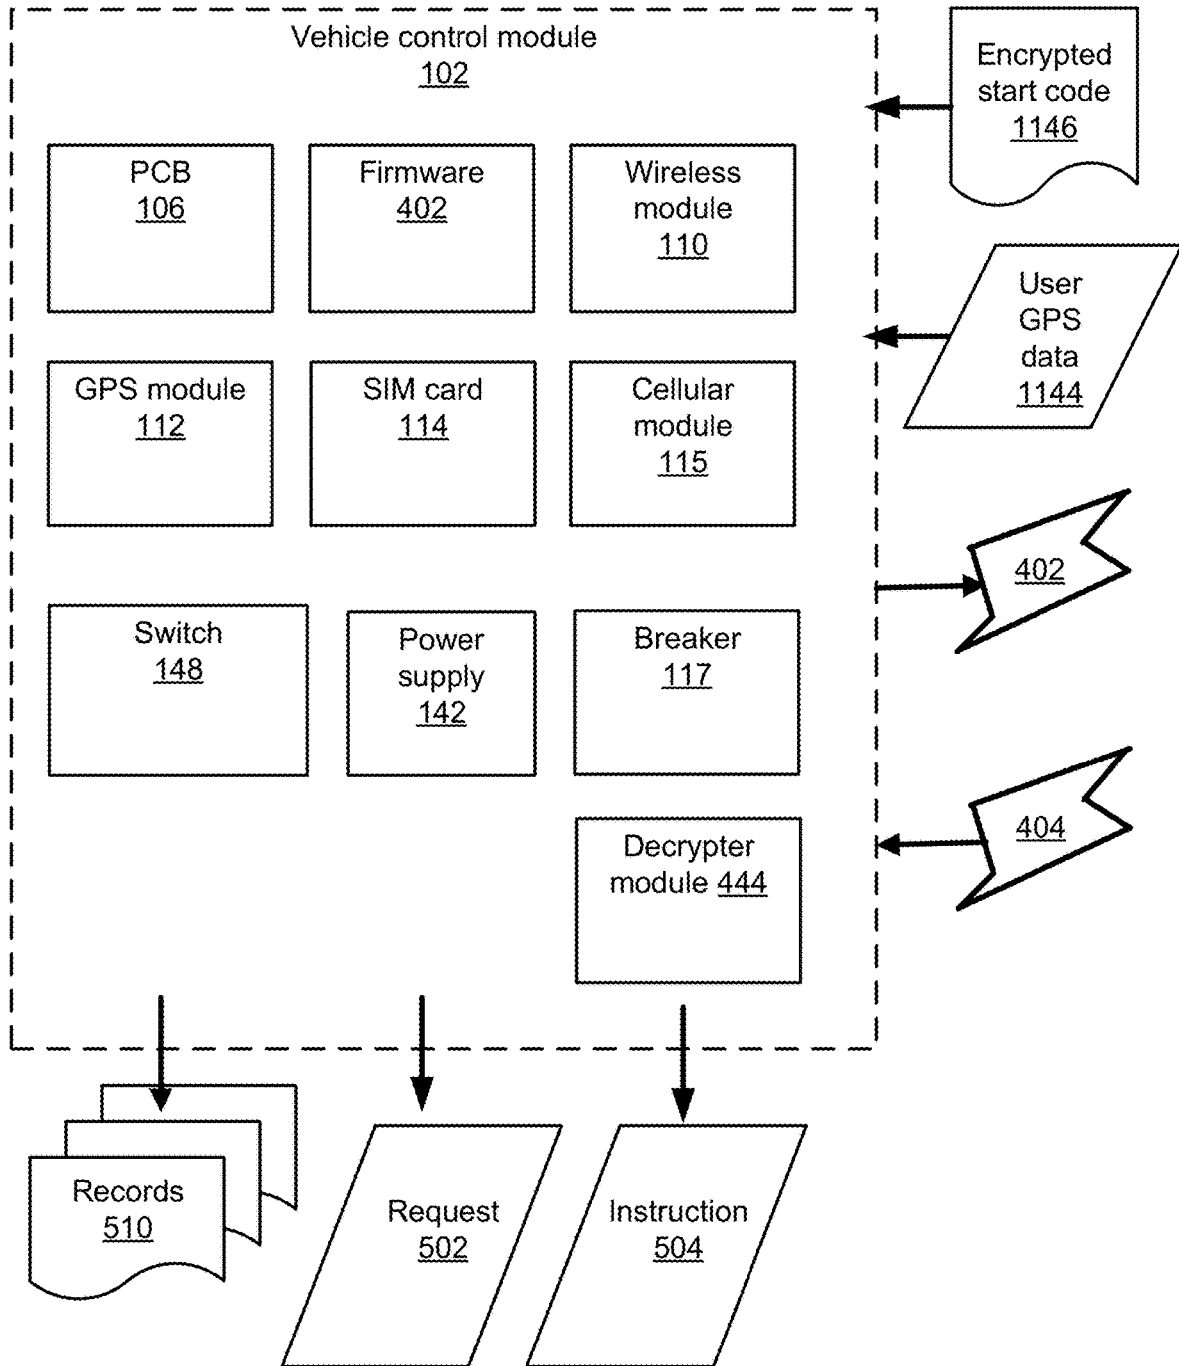 Vehicle control module
102
Encrypted
start code
1146
PCB
106
Firmware
402
Wireless
module
110
User
GPS
data
1144
GPS module
112
SIM card
114
Cellular
module
115
402
Switch
148
Power
supply
142
Breaker
117
404
Decrypter
module 444
Records
510
Request
502
Instruction
504